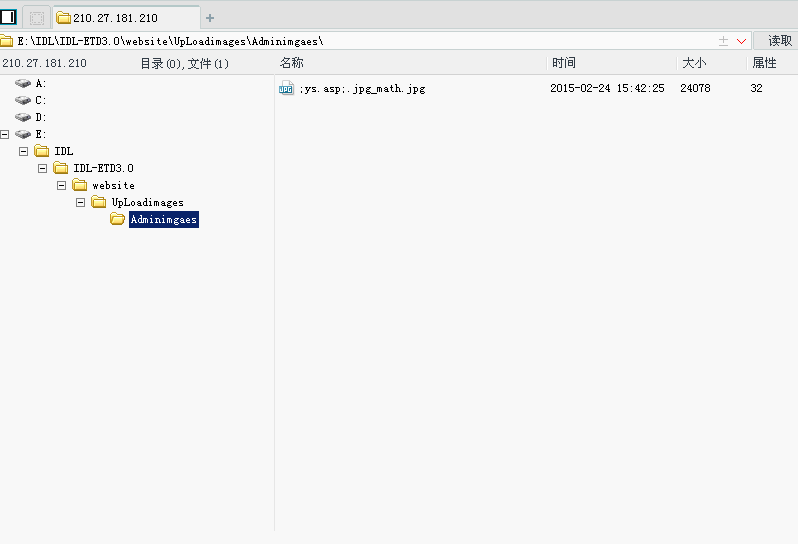 210.27.181.210
E:\IDL\IDL-ETD3.0\website\UpLoadimages\Adminimgaes\ 读取
210.27.181.210 目录(0),文件(1) 名称 时间 大小 属性
A:
;ys.asp;.jpg_math.jpg 2015-02-24 15:42:25 24078 32
C:
D:
E:
IDL
IDL-ETD3.0
website
UpLoadimages
Adminimgaes